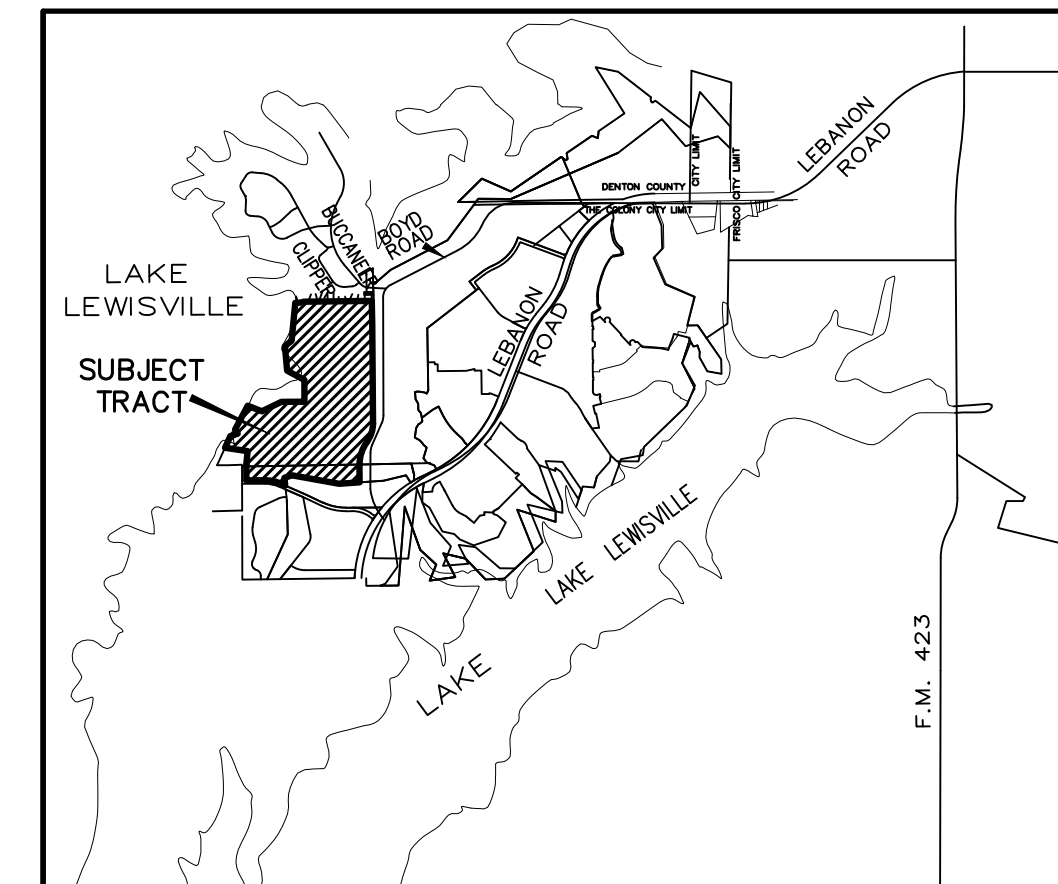 LEBANON
ROAD
CITY LIMIT
FRISCO CITY LIMIT
DENTON COUNTY
THE COLONY CITY LIMIT
BUCCANEER
CLIPPER
BOYD
ROAD
LAKE
LEWISVILLE
SUBJECT
TRACT
LEBANON
ROAD
LAKE LEWISVILLE
LAKE
F.M. 423